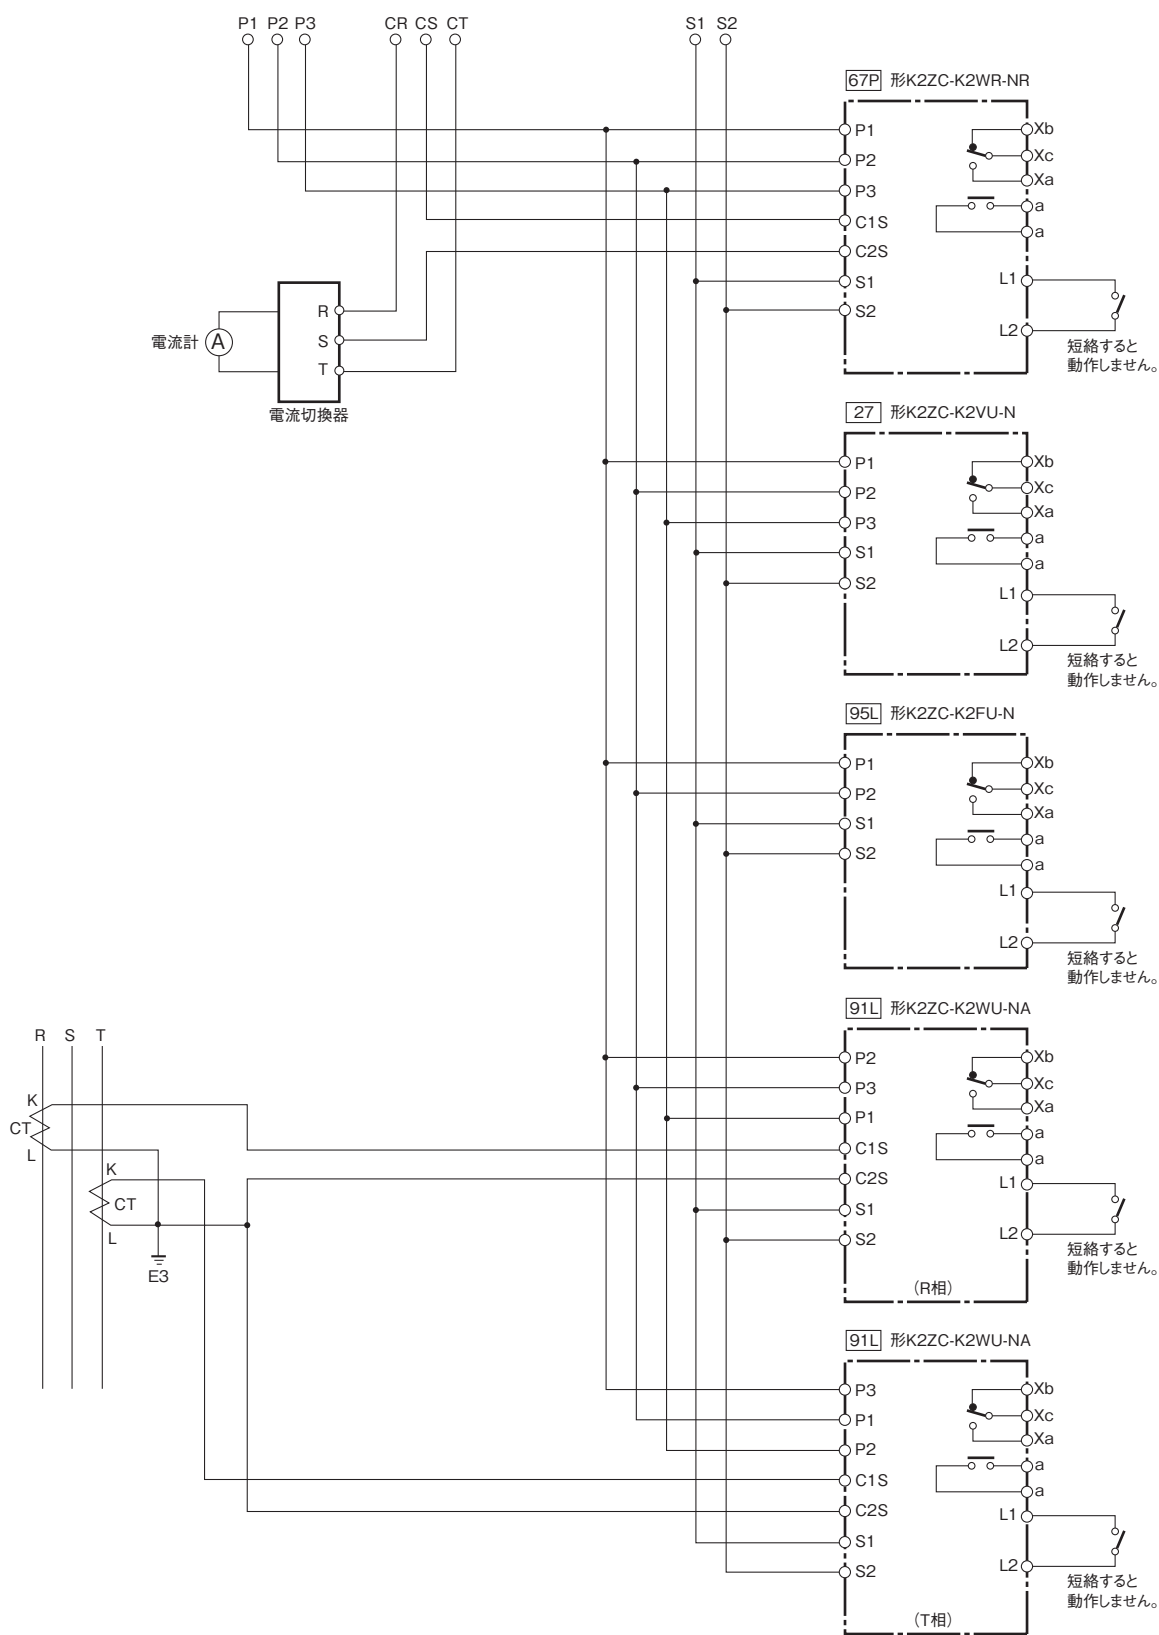 P1 P2 P3 CR CS CT S1 S2
67P 形K2ZC-K2WR-NR
P1
P2
P3
C1S
C2S
S1
S2
Xb
Xc
Xa
a
a
L1
L2
短絡すると
動作しません。
電流計
A
R
S
T
電流切換器
27 形K2ZC-K2VU-N
P1
P2
P3
S1
S2
Xb
Xc
Xa
a
a
L1
L2
短絡すると
動作しません。
95L 形K2ZC-K2FU-N
P1
P2
S1
S2
Xb
Xc
Xa
a
a
L1
L2
短絡すると
動作しません。
91L 形K2ZC-K2WU-NA
P2
P3
P1
C1S
C2S
S1
S2
Xb
Xc
Xa
a
a
L1
L2
短絡すると
動作しません。
(R相)
R S T
K
CT
L
K
CT
L
E3
91L 形K2ZC-K2WU-NA
P3
P1
P2
C1S
C2S
S1
S2
Xb
Xc
Xa
a
a
L1
L2
短絡すると
動作しません。
(T相)